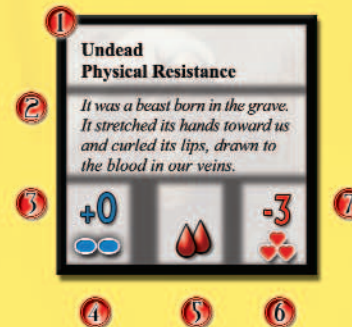 1
Undead
Physical Resistance
2
It was a beast born in the grave.
It stretched its hands toward us
and curled its lips, drawn to
the blood in our veins.
3
+0
-3
7
4
5
6